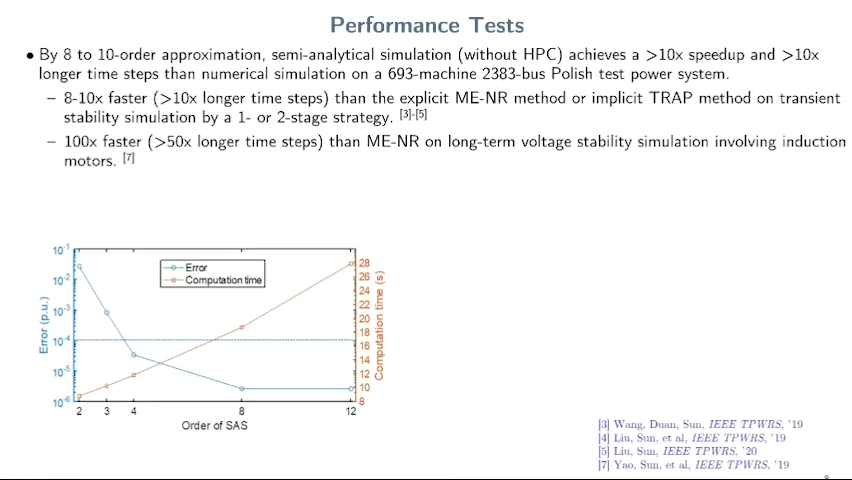 Performance Tests
• By 8 to 10-order approximation, semi-analytical simulation (without HPC) achieves a >10x speedup and >10x
longer time steps than numerical simulation on a 693-machine 2383-bus Polish test power system.
– 8-10x faster (>10x longer time steps) than the explicit ME-NR method or implicit TRAP method on transient
stability simulation by a 1- or 2-stage strategy. [3]-[5]
– 100x faster (>50x longer time steps) than ME-NR on long-term voltage stability simulation involving induction
motors. [7]
Error (p.u.)
10^-1
10^-2
10^-3
10^-4
10^-5
10^-6
Error
Computation time
28
26
24
22
20
18
16
14
12
10
8
Computation time (s)
2 3 4 8 12
Order of SAS
[3] Wang, Duan, Sun, IEEE TPWRS, '19
[4] Liu, Sun, et al, IEEE TPWRS, '19
[5] Liu, Sun, IEEE TPWRS, '20
[7] Yao, Sun, et al, IEEE TPWRS, '19